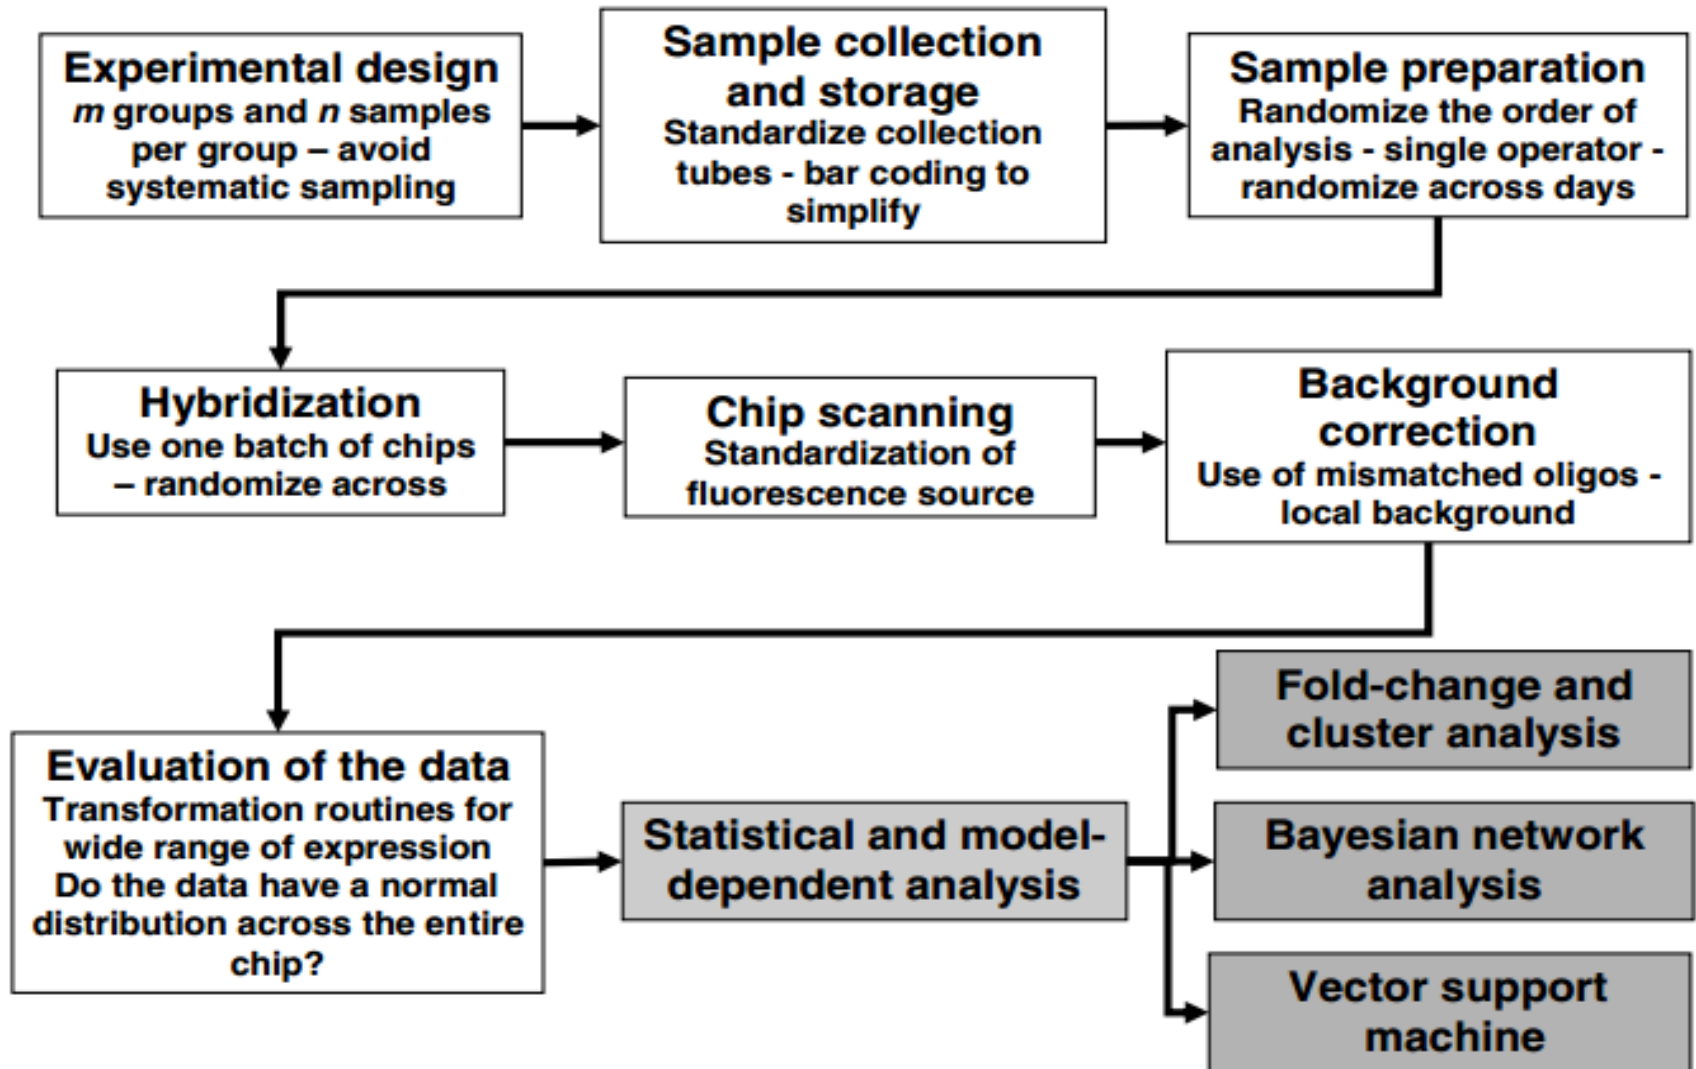 Experimental design
m groups and n samples
per group – avoid
systematic sampling
Sample collection
and storage
Standardize collection
tubes - bar coding to
simplify
Sample preparation
Randomize the order of
analysis - single operator -
randomize across days
Hybridization
Use one batch of chips
– randomize across
Chip scanning
Standardization of
fluorescence source
Background
correction
Use of mismatched oligos -
local background
Evaluation of the data
Transformation routines for
wide range of expression
Do the data have a normal
distribution across the entire
chip?
Statistical and model-
dependent analysis
Fold-change and
cluster analysis
Bayesian network
analysis
Vector support
machine